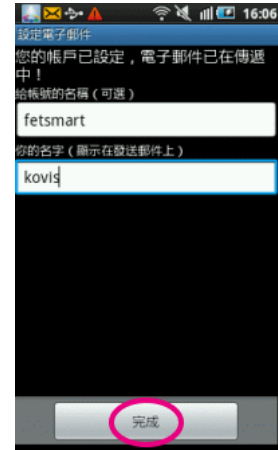 16:06
設定電子郵件
您的帳戶已設定，電子郵件已在傳遞
中！
給帳號的名稱（可選）
fetsmart
你的名字（顯示在發送郵件上）
kovis
完成